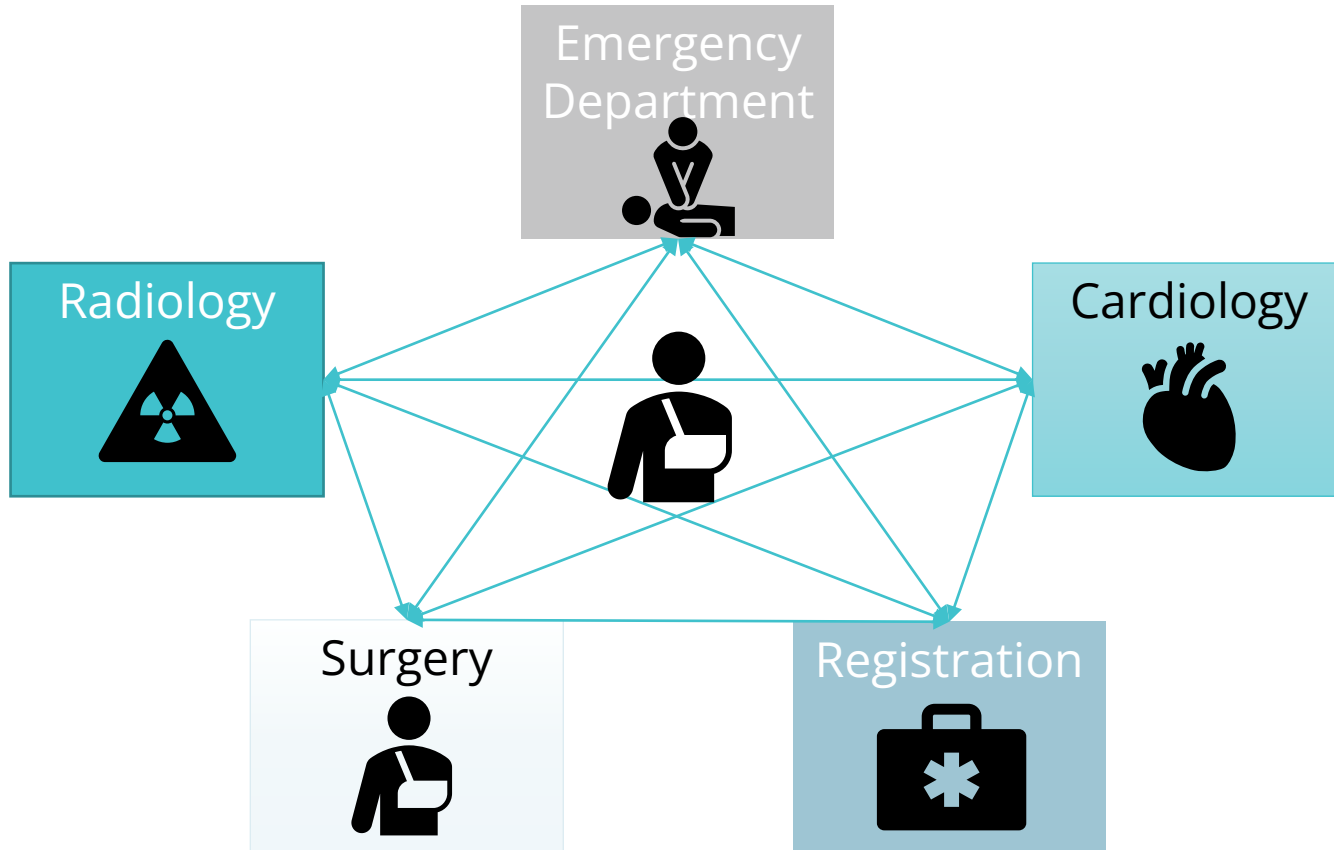 Emergency
Department
Radiology
Cardiology
Surgery
Registration